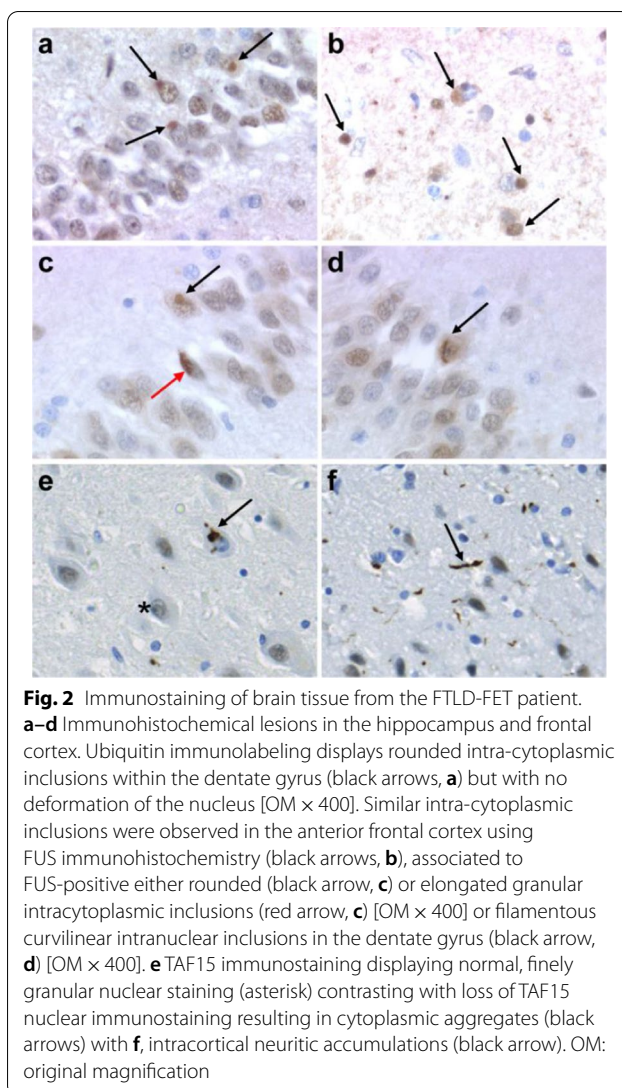 a
b
c
d
e
*
f
Fig. 2 Immunostaining of brain tissue from the FTLD-FET patient.
a–d Immunohistochemical lesions in the hippocampus and frontal
cortex. Ubiquitin immunolabeling displays rounded intra-cytoplasmic
inclusions within the dentate gyrus (black arrows, a) but with no
deformation of the nucleus [OM × 400]. Similar intra-cytoplasmic
inclusions were observed in the anterior frontal cortex using
FUS immunohistochemistry (black arrows, b), associated to
FUS-positive either rounded (black arrow, c) or elongated granular
intracytoplasmic inclusions (red arrow, c) [OM × 400] or filamentous
curvilinear intranuclear inclusions in the dentate gyrus (black arrow,
d) [OM × 400]. e TAF15 immunostaining displaying normal, finely
granular nuclear staining (asterisk) contrasting with loss of TAF15
nuclear immunostaining resulting in cytoplasmic aggregates (black
arrows) with f, intracortical neuritic accumulations (black arrow). OM:
original magnification